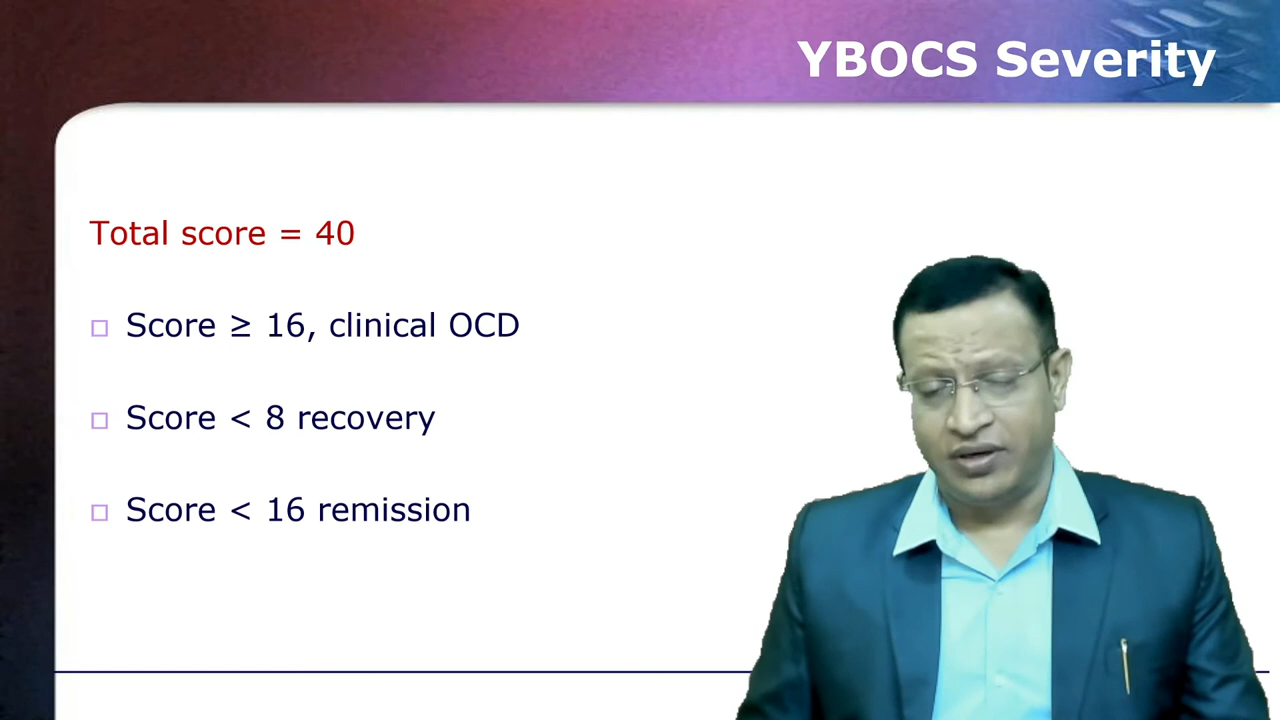 YBOCS Severity
Total score = 40
Score ≥ 16, clinical OCD
Score < 8 recovery
Score < 16 remission